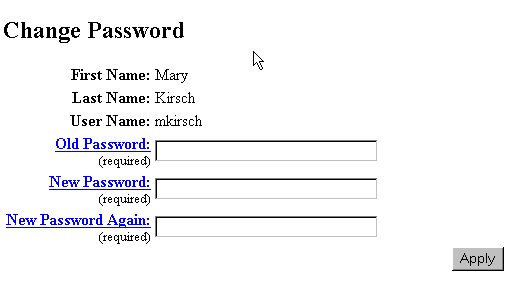 Change Password
First Name: Mary
Last Name: Kirsch
User Name: mkirsch
Old Password:
(required)
New Password:
(required)
New Password Again:
(required)
Apply